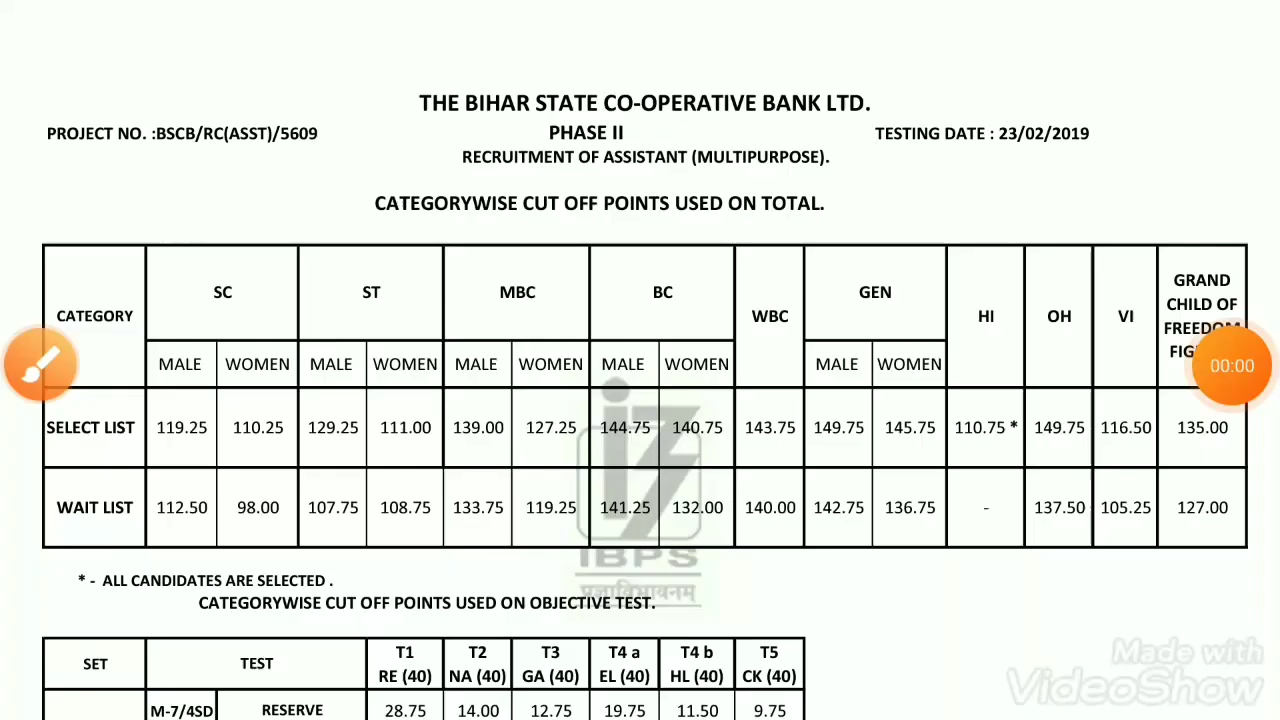 THE BIHAR STATE CO-OPERATIVE BANK LTD.
PROJECT NO. :BSCB/RC(ASST)/5609 PHASE II TESTING DATE : 23/02/2019
RECRUITMENT OF ASSISTANT (MULTIPURPOSE).
CATEGORYWISE CUT OFF POINTS USED ON TOTAL.
CATEGORY SC ST MBC BC WBC GEN HI OH VI GRAND
CHILD OF
FREEDOM
MALE WOMEN MALE WOMEN MALE WOMEN MALE WOMEN MALE WOMEN
00:00
SELECT LIST 119.25 110.25 129.25 111.00 139.00 127.25 144.75 140.75 143.75 149.75 145.75 110.75 * 149.75 116.50 135.00
WAIT LIST 112.50 98.00 107.75 108.75 133.75 119.25 141.25 132.00 140.00 142.75 136.75 - 137.50 105.25 127.00
IBPS
* - ALL CANDIDATES ARE SELECTED .
प्रज्ञाविभावनम्
CATEGORYWISE CUT OFF POINTS USED ON OBJECTIVE TEST.
SET TEST T1 T2 T3 T4 a T4 b T5
RE (40) NA (40) GA (40) EL (40) HL (40) CK (40)
M-7/4SD RESERVE 28.75 14.00 12.75 19.75 11.50 9.75
Made with
VideoShow